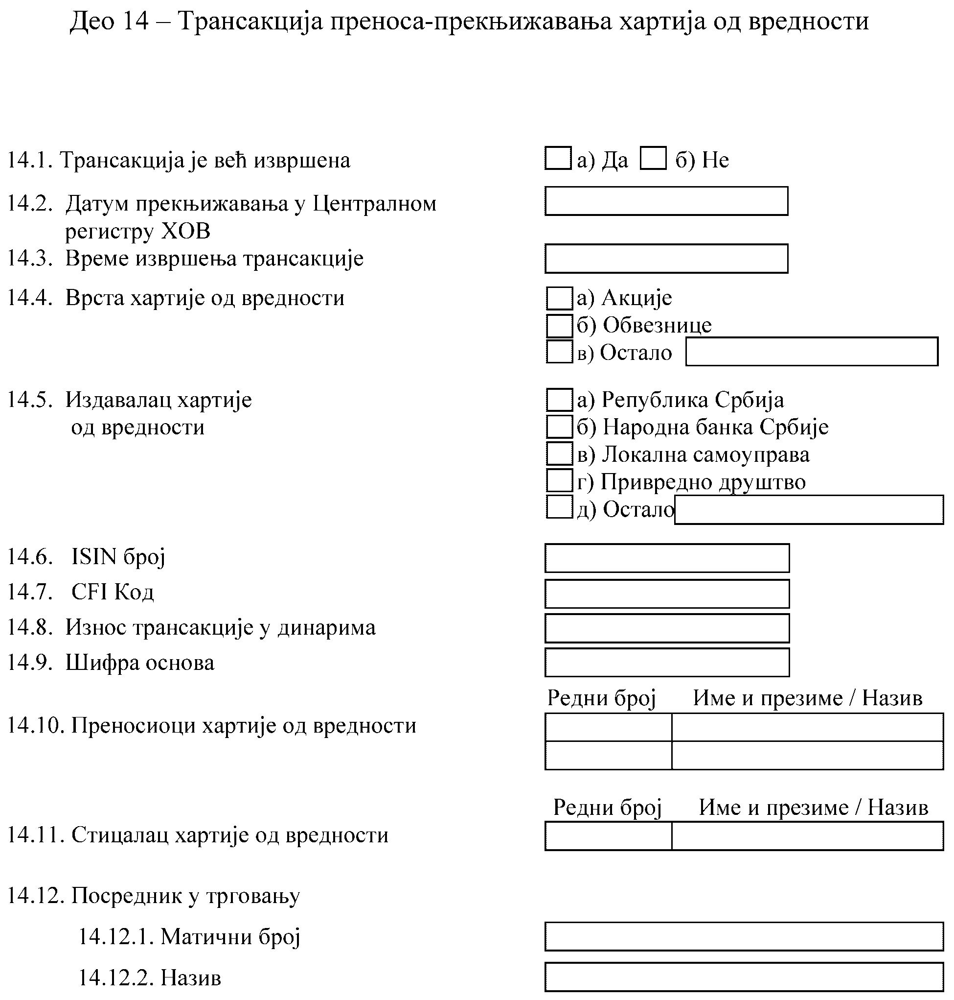 Део 14 – Трансакција преноса-прекњижавања хартија од вредности
14.1. Трансакција је већ извршена а) Да б) Не
14.2. Датум прекњижавања у Централном
регистру ХОВ
14.3. Време извршења трансакције
14.4. Врста хартије од вредности а) Акције
б) Обвезнице
в) Остало
14.5. Издавалац хартије а) Република Србија
од вредности б) Народна банка Србије
в) Локална самоуправа
г) Привредно друштво
д) Остало
14.6. ISIN број
14.7. CFI Код
14.8. Износ трансакције у динарима
14.9. Шифра основа
Редни број Име и презиме / Назив
14.10. Преносиоци хартије од вредности
Редни број Име и презиме / Назив
14.11. Стицалац хартије од вредности
14.12. Посредник у трговању
14.12.1. Матични број
14.12.2. Назив